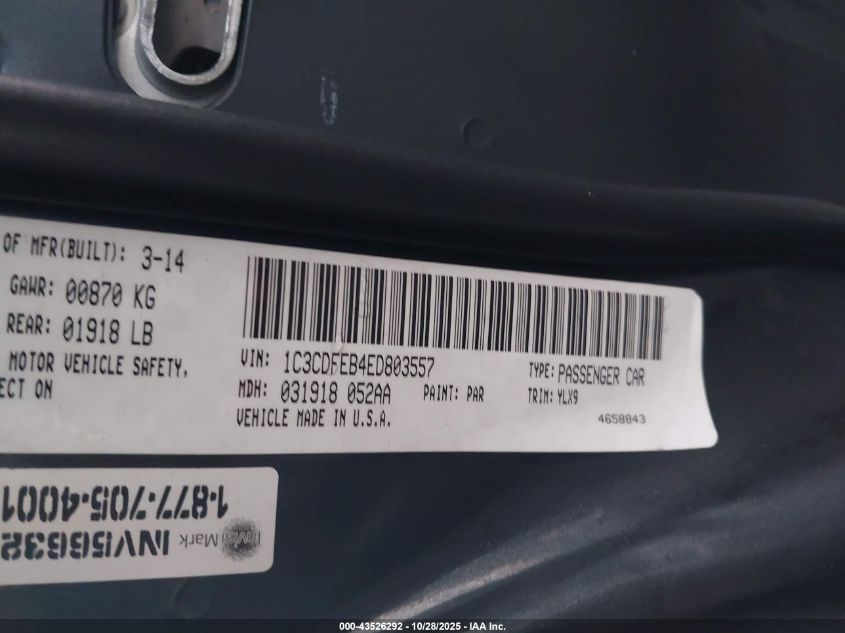 OF MFR(BUILT): 3-14
GAWR: 00870 KG
REAR: 01918 LB
MOTOR VEHICLE SAFETY,
ECT ON
VIN: 1C3CDFEB4ED803557
TYPE: PASSENGER CAR
MDH: 031918 052AA
PAINT: PAR
TRIM: YLX9
VEHICLE MADE IN U.S.A.
4658843
1-877-705-4001
INV56632
InvisiMark
000-43526292 - 10/28/2025 - IAA Inc.